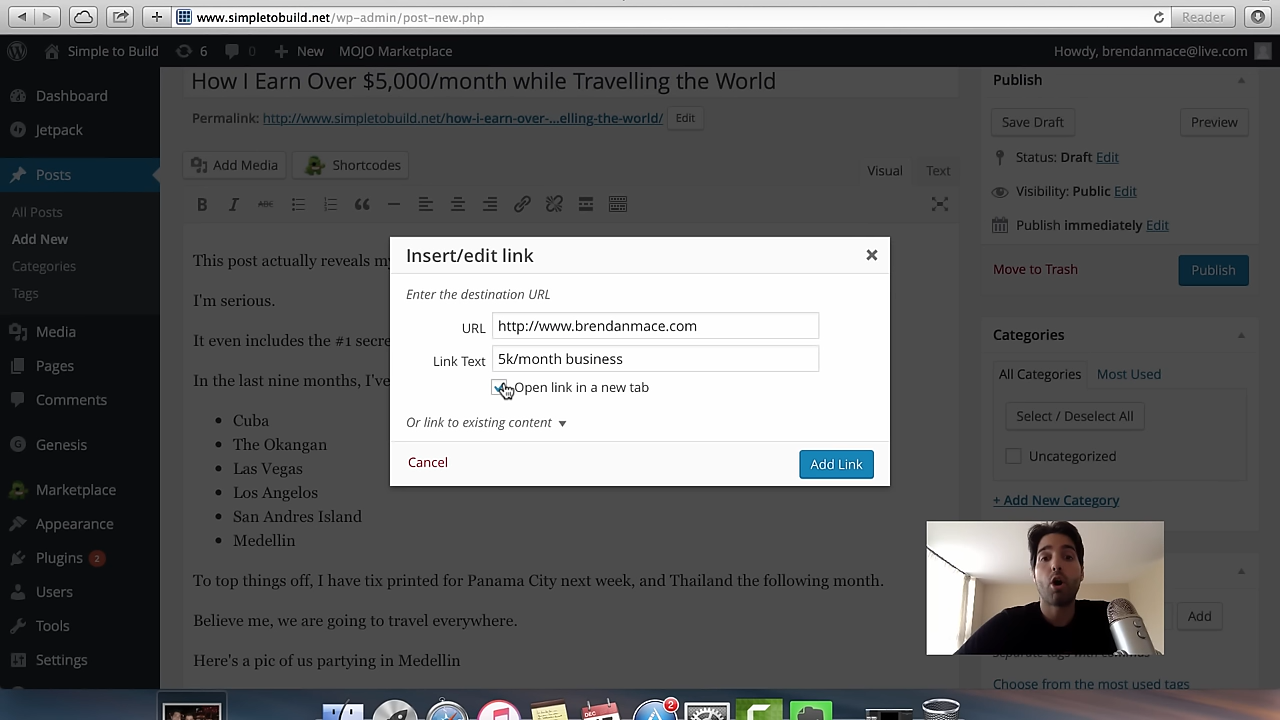 www.simpletobuild.net/wp-admin/post-new.php
Reader
Simple to Build
6
0
New
MOJO Marketplace
Howdy, brendanmace@live.com
Dashboard
Jetpack
Posts
All Posts
Add New
Categories
Tags
Media
Pages
Comments
Genesis
Marketplace
Appearance
Plugins 2
Users
Tools
Settings
How I Earn Over $5,000/month while Travelling the World
Permalink: http://www.simpletobuild.net/how-i-earn-over-...elling-the-world/
Edit
Add Media
Shortcodes
Visual
Text
B I ABC
This post actually reveals my
I'm serious.
It even includes the #1 secre
In the last nine months, I've
Cuba
The Okangan
Las Vegas
Los Angelos
San Andres Island
Medellin
To top things off, I have tix printed for Panama City next week, and Thailand the following month.
Believe me, we are going to travel everywhere.
Here's a pic of us partying in Medellin
Insert/edit link
Enter the destination URL
URL http://www.brendanmace.com
Link Text 5k/month business
Open link in a new tab
Or link to existing content
Cancel
Add Link
Publish
Save Draft
Preview
Status: Draft Edit
Visibility: Public Edit
Publish immediately Edit
Move to Trash
Publish
Categories
All Categories
Most Used
Select / Deselect All
Uncategorized
+ Add New Category
Add
Separate tags with commas
Choose from the most used tags
DEC
2